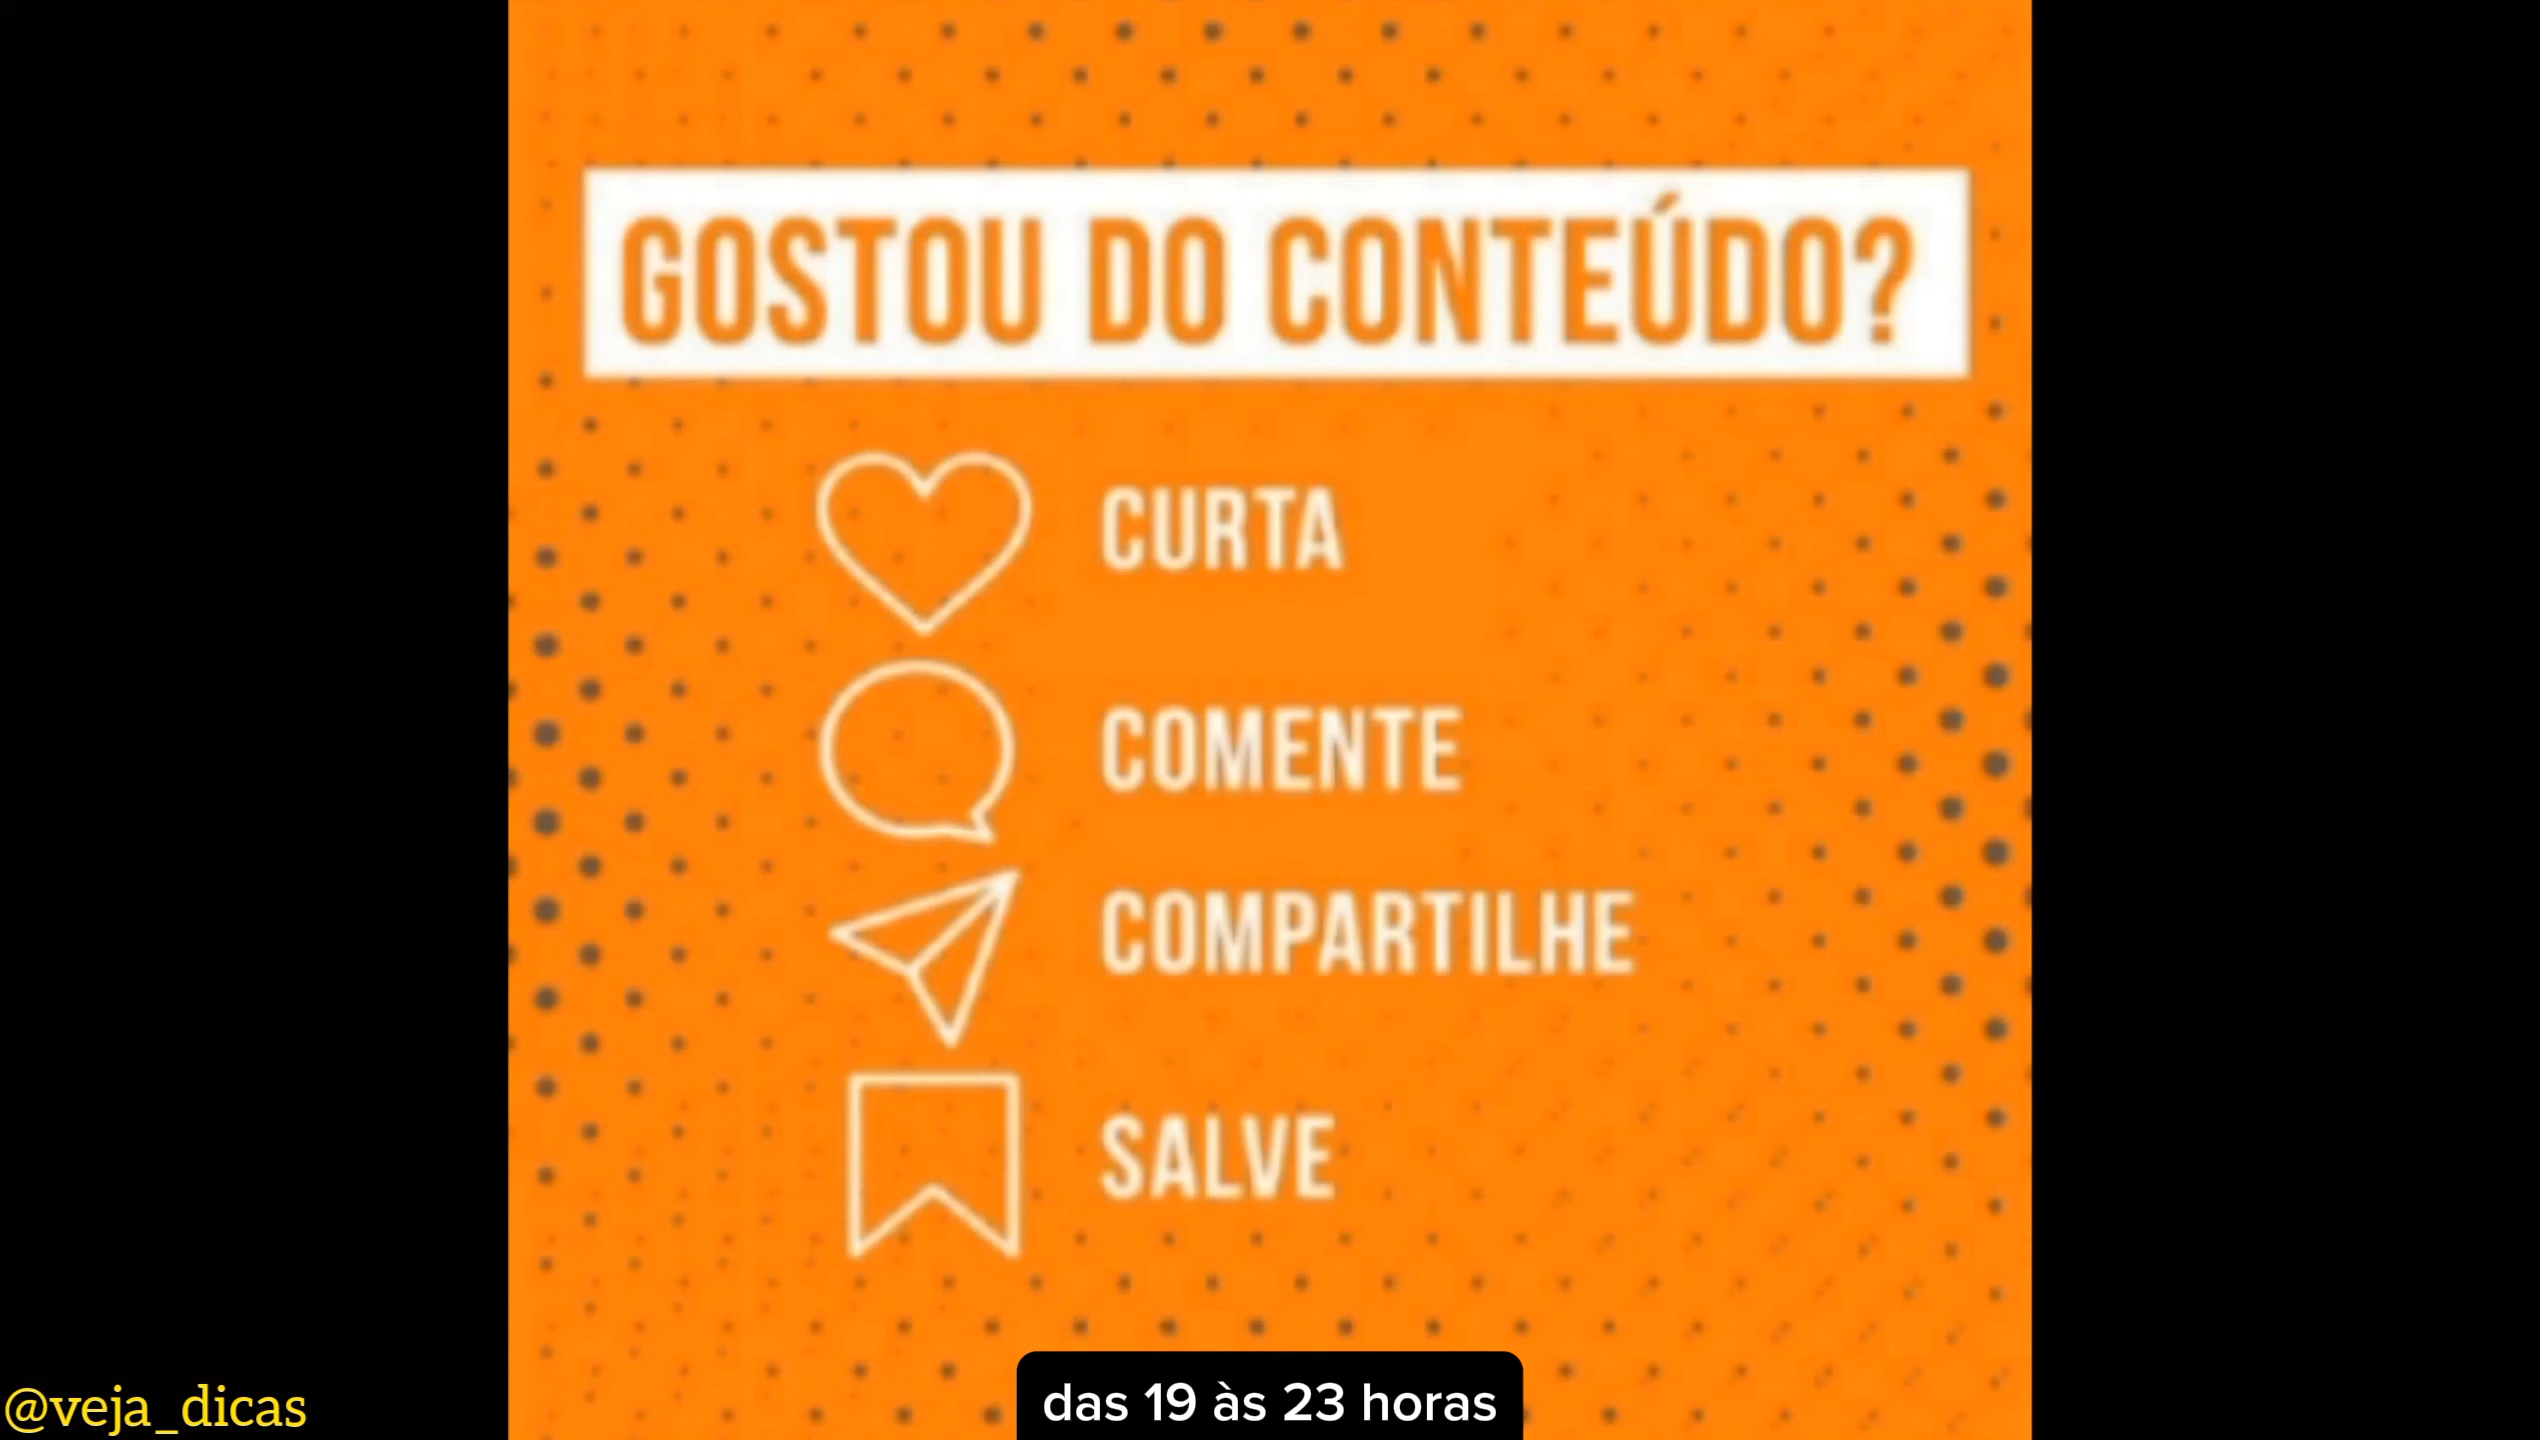 GOSTOU DO CONTEÚDO?
CURTA
COMENTE
COMPARTILHE
SALVE
das 19 às 23 horas
@veja_dicas